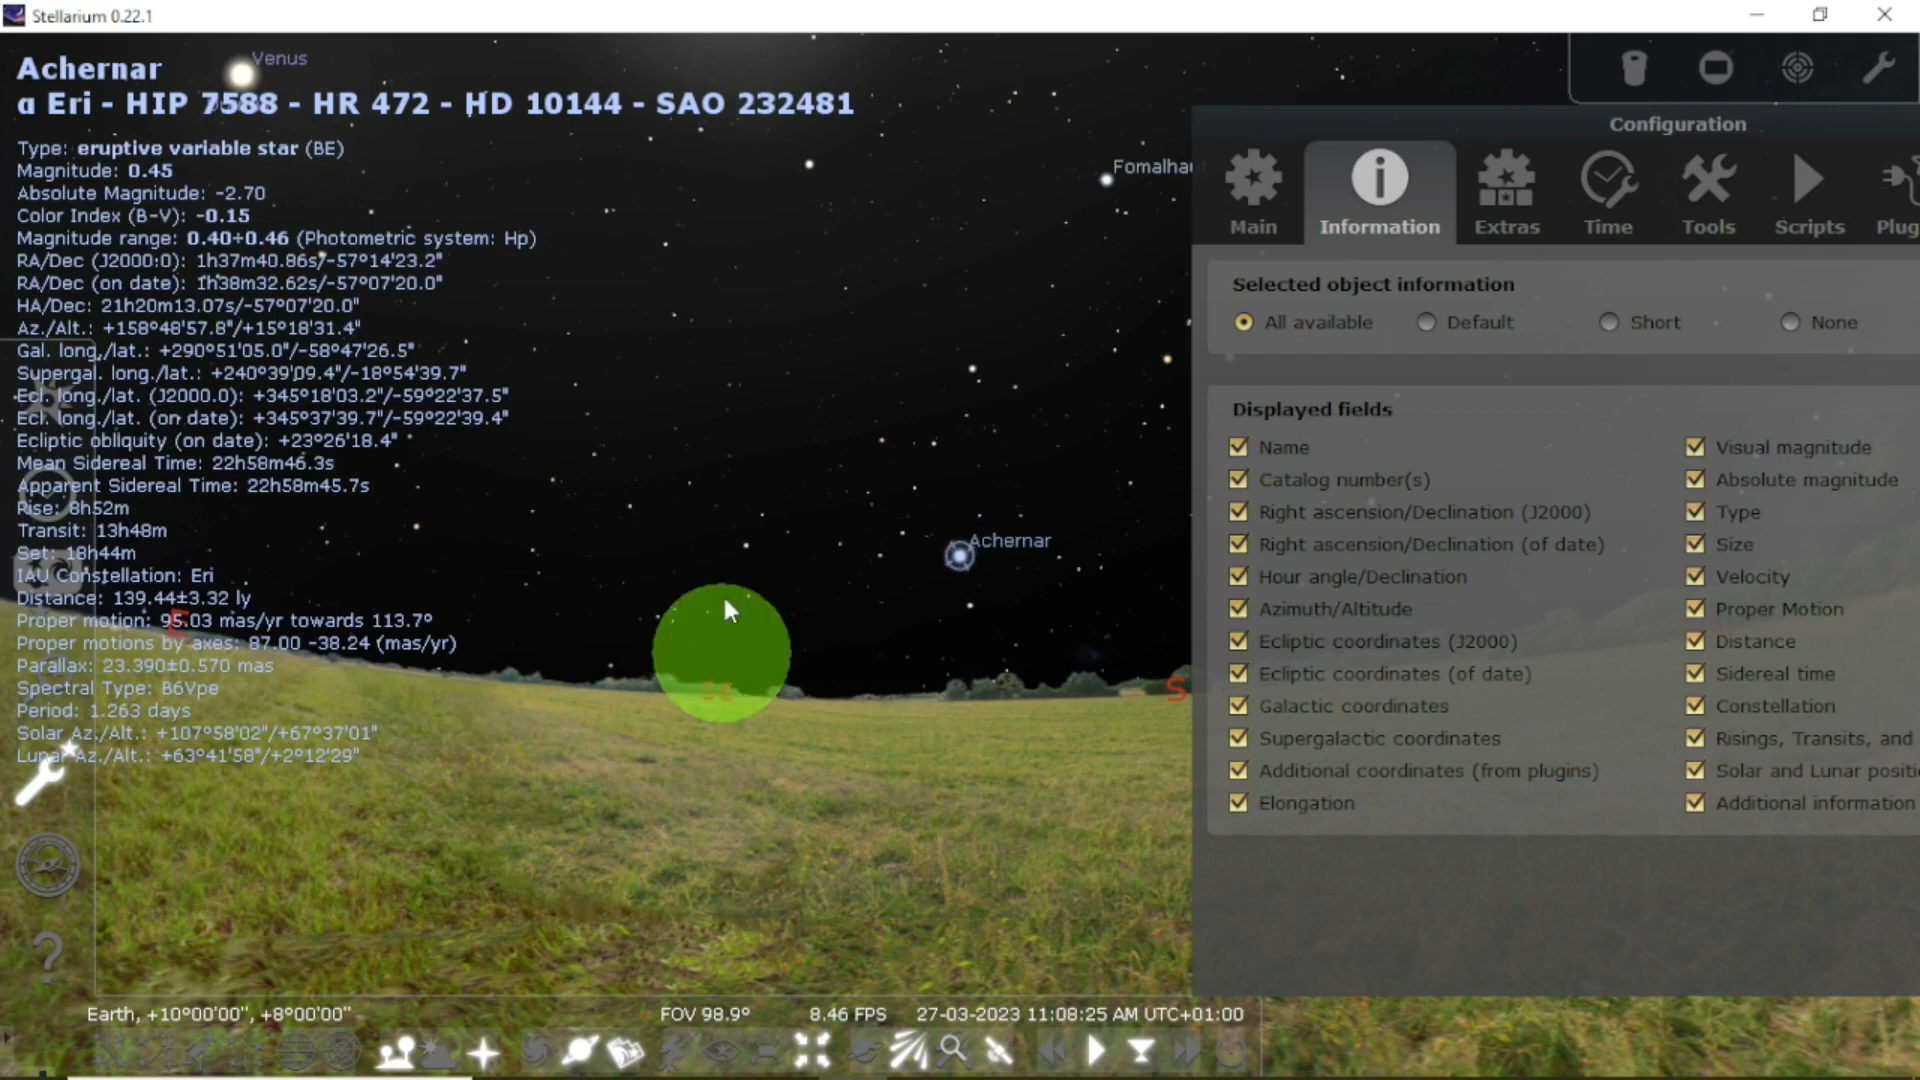 Stellarium 0.22.1
Venus
Achernar
α Eri - HIP 7588 - HR 472 - HD 10144 - SAO 232481
Type: eruptive variable star (BE)
Magnitude: 0.45
Absolute Magnitude: -2.70
Color Index (B-V): -0.15
Magnitude range: 0.40÷0.46 (Photometric system: Hp)
RA/Dec (J2000.0): 1h37m40.86s/-57°14'23.2"
RA/Dec (on date): 1h38m32.62s/-57°07'20.0"
HA/Dec: 21h20m13.07s/-57°07'20.0"
Az./Alt.: +158°48'57.8"/+15°18'31.4"
Gal. long./lat.: +290°51'05.0"/-58°47'26.5"
Supergal. long./lat.: +240°39'09.4"/-18°54'39.7"
Ecl. long./lat. (J2000.0): +345°18'03.2"/-59°22'37.5"
Ecl. long./lat. (on date): +345°37'39.7"/-59°22'39.4"
Ecliptic obliquity (on date): +23°26'18.4"
Mean Sidereal Time: 22h58m46.3s
Apparent Sidereal Time: 22h58m45.7s
Rise: 8h52m
Transit: 13h48m
Set: 18h44m
IAU Constellation: Eri
Distance: 139.44±3.32 ly
Proper motion: 95.03 mas/yr towards 113.7°
Proper motions by axes: 87.00 -38.24 (mas/yr)
Parallax: 23.390±0.570 mas
Spectral Type: B6Vpe
Period: 1.263 days
Solar Az./Alt.: +107°58'02"/+67°37'01"
Lunar Az./Alt.: +63°41'58"/+2°12'29"
E
SE
S
Fomalhau
Achernar
Configuration
Main
Information
Extras
Time
Tools
Scripts
Plug
Selected object information
All available
Default
Short
None
Displayed fields
Name
Catalog number(s)
Right ascension/Declination (J2000)
Right ascension/Declination (of date)
Hour angle/Declination
Azimuth/Altitude
Ecliptic coordinates (J2000)
Ecliptic coordinates (of date)
Galactic coordinates
Supergalactic coordinates
Additional coordinates (from plugins)
Elongation
Visual magnitude
Absolute magnitude
Type
Size
Velocity
Proper Motion
Distance
Sidereal time
Constellation
Risings, Transits, and
Solar and Lunar positi
Additional information
Earth, +10°00'00", +8°00'00"
FOV 98.9°
8.46 FPS
27-03-2023 11:08:25 AM UTC+01:00